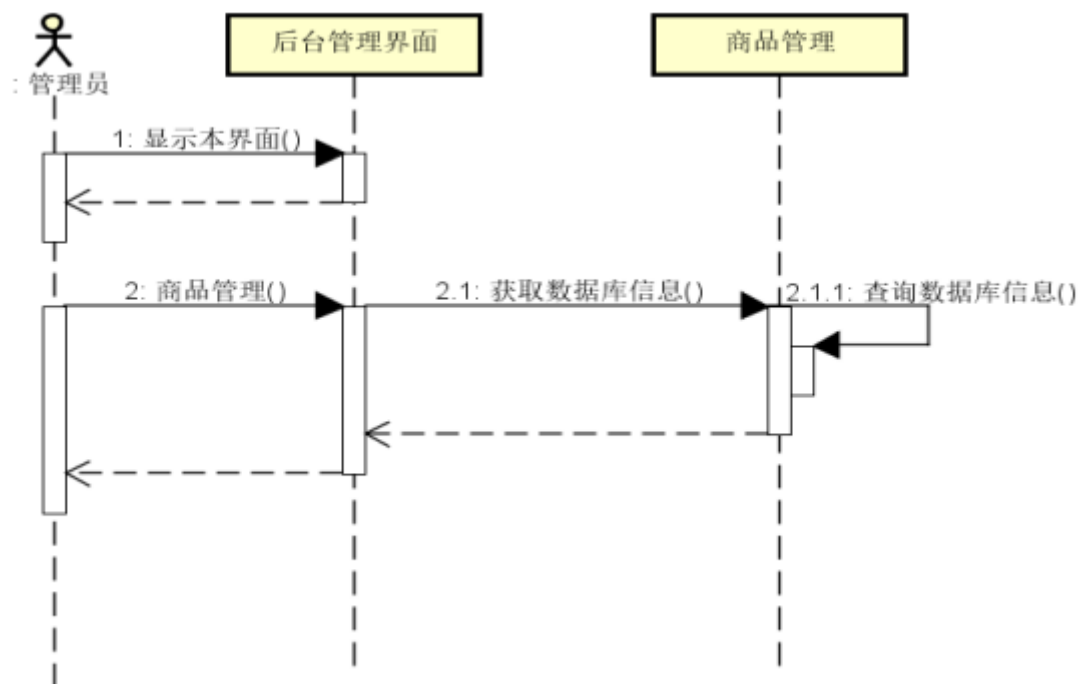 后台管理界面
商品管理
: 管理员
1: 显示本界面()
2: 商品管理()
2.1: 获取数据库信息()
2.1.1: 查询数据库信息()